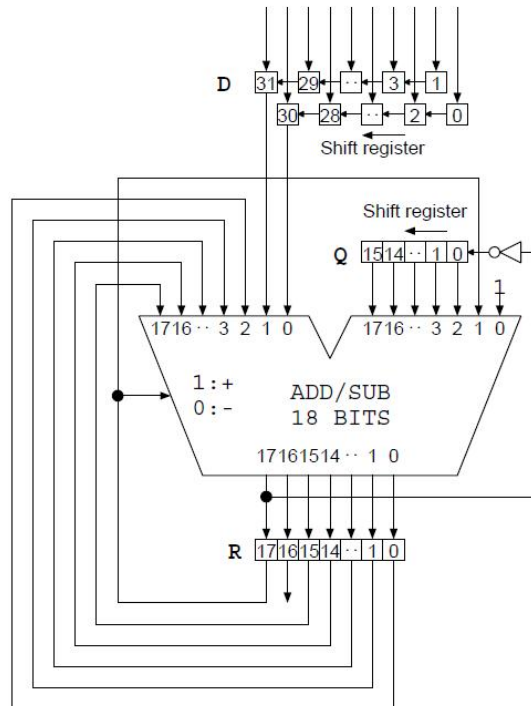 D 31 29 ·· 3 1
30 28 ·· 2 0
Shift register
Shift register
Q 15 14 ·· 1 0
1
17 16 ·· 3 2 1 0 17 16 ·· 3 2 1 0
1:+ ADD/SUB
0:- 18 BITS
17 16 15 14 ·· 1 0
R 17 16 15 14 ·· 1 0